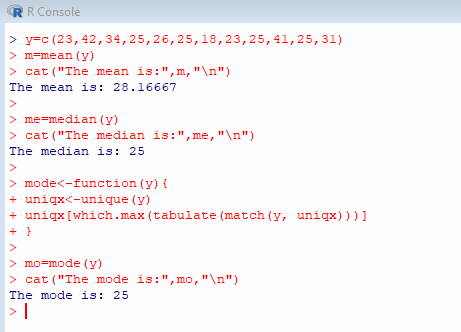 R Console
> y=c(23,42,34,25,26,25,18,23,25,41,25,31)
> m=mean(y)
> cat("The mean is:",m,"\n")
The mean is: 28.16667
>
> me=median(y)
> cat("The median is:",me,"\n")
The median is: 25
>
> mode<-function(y){
+ uniqx<-unique(y)
+ uniqx[which.max(tabulate(match(y, uniqx)))]
+ }
>
> mo=mode(y)
> cat("The mode is:",mo,"\n")
The mode is: 25
>